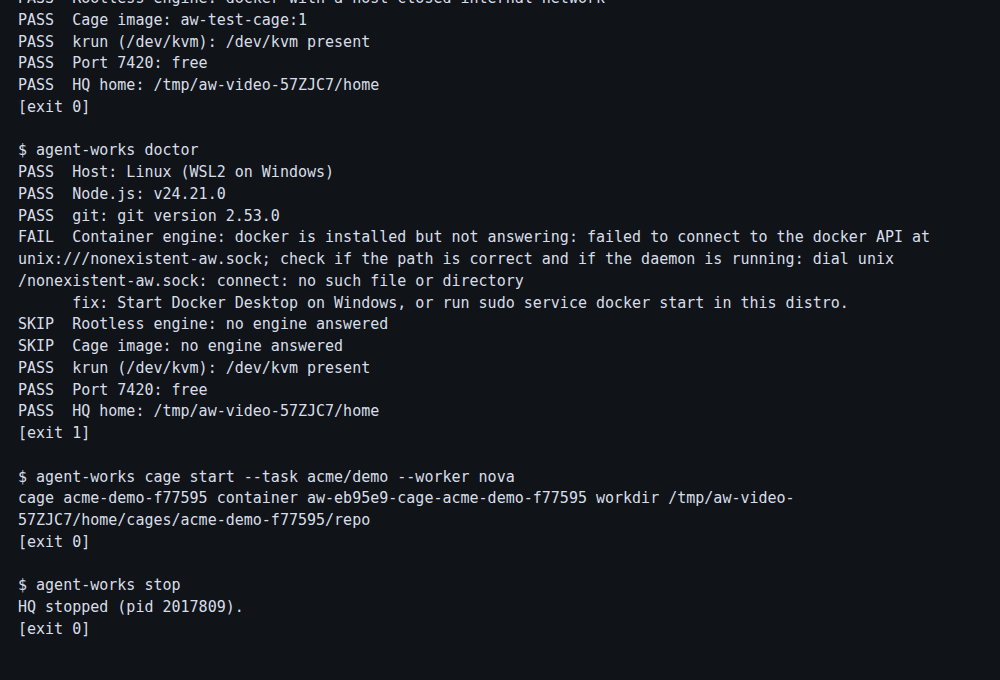 PASS  Rootless engine: docker with a host-closed internal network
PASS  Cage image: aw-test-cage:1
PASS  krun (/dev/kvm): /dev/kvm present
PASS  Port 7420: free
PASS  HQ home: /tmp/aw-video-57ZJC7/home
[exit 0]
$ agent-works doctor
PASS  Host: Linux (WSL2 on Windows)
PASS  Node.js: v24.21.0
PASS  git: git version 2.53.0
FAIL  Container engine: docker is installed but not answering: failed to connect to the docker API at
unix:///nonexistent-aw.sock; check if the path is correct and if the daemon is running: dial unix
/nonexistent-aw.sock: connect: no such file or directory
      fix: Start Docker Desktop on Windows, or run sudo service docker start in this distro.
SKIP  Rootless engine: no engine answered
SKIP  Cage image: no engine answered
PASS  krun (/dev/kvm): /dev/kvm present
PASS  Port 7420: free
PASS  HQ home: /tmp/aw-video-57ZJC7/home
[exit 1]
$ agent-works cage start --task acme/demo --worker nova
cage acme-demo-f77595 container aw-eb95e9-cage-acme-demo-f77595 workdir /tmp/aw-video-
57ZJC7/home/cages/acme-demo-f77595/repo
[exit 0]
$ agent-works stop
HQ stopped (pid 2017809).
[exit 0]